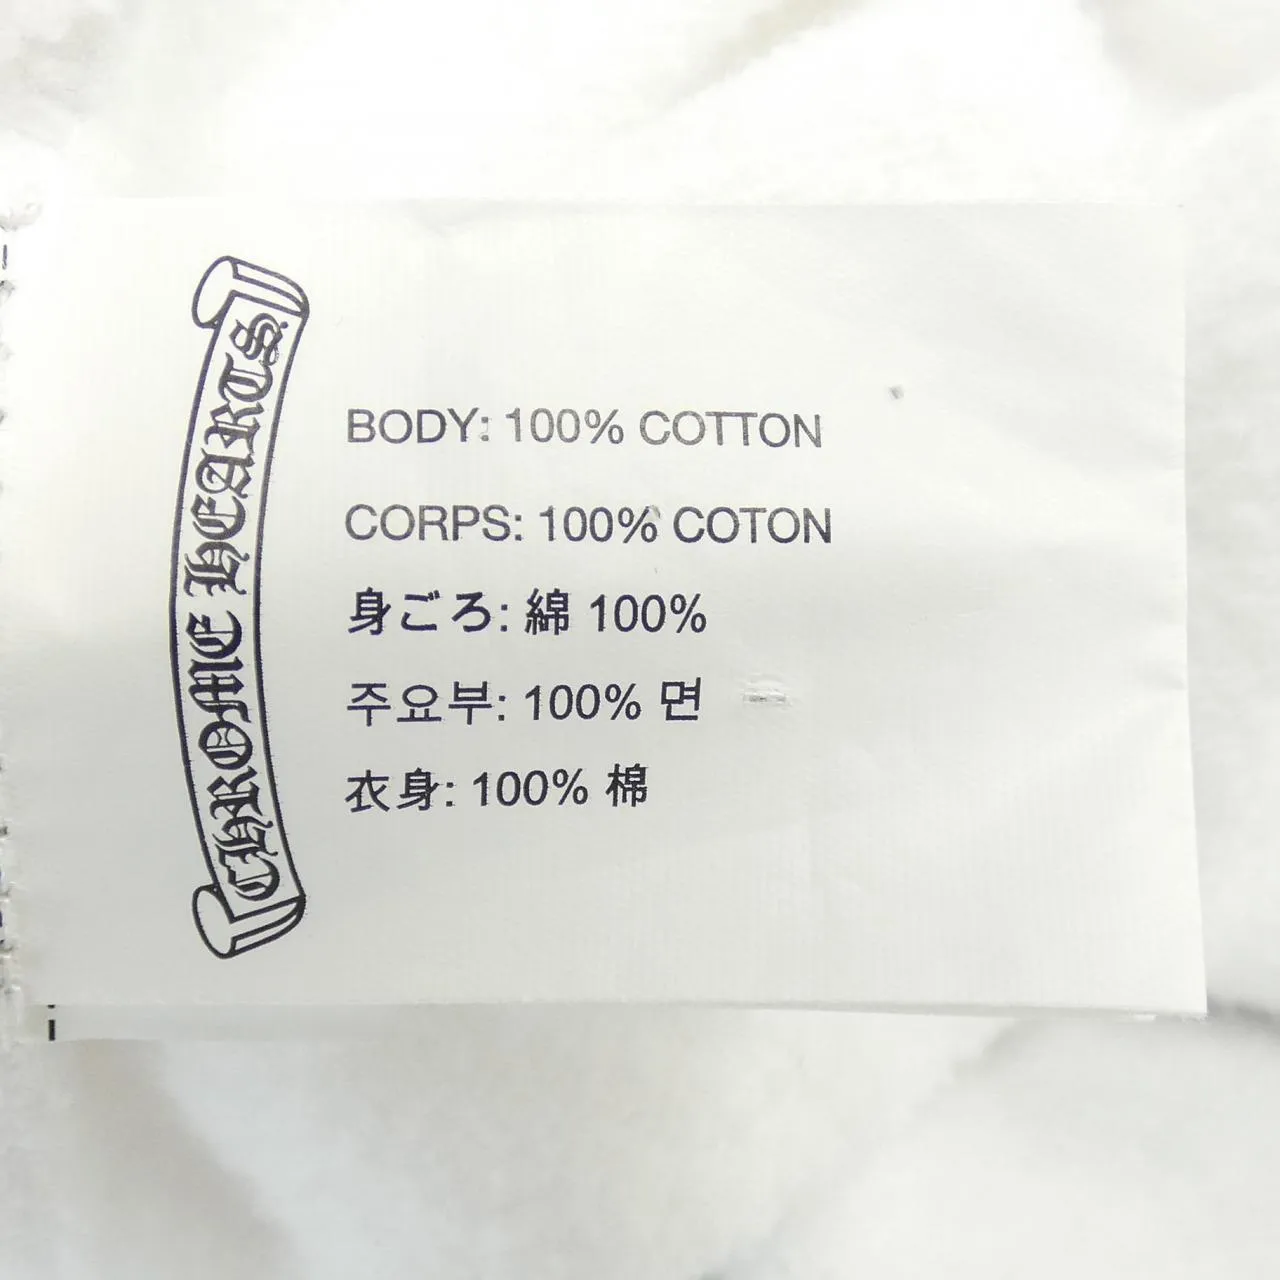 CHROME HEARTS
BODY: 100% COTTON
CORPS: 100% COTON
身ごろ: 綿 100%
주요부: 100% 면
衣身: 100% 棉